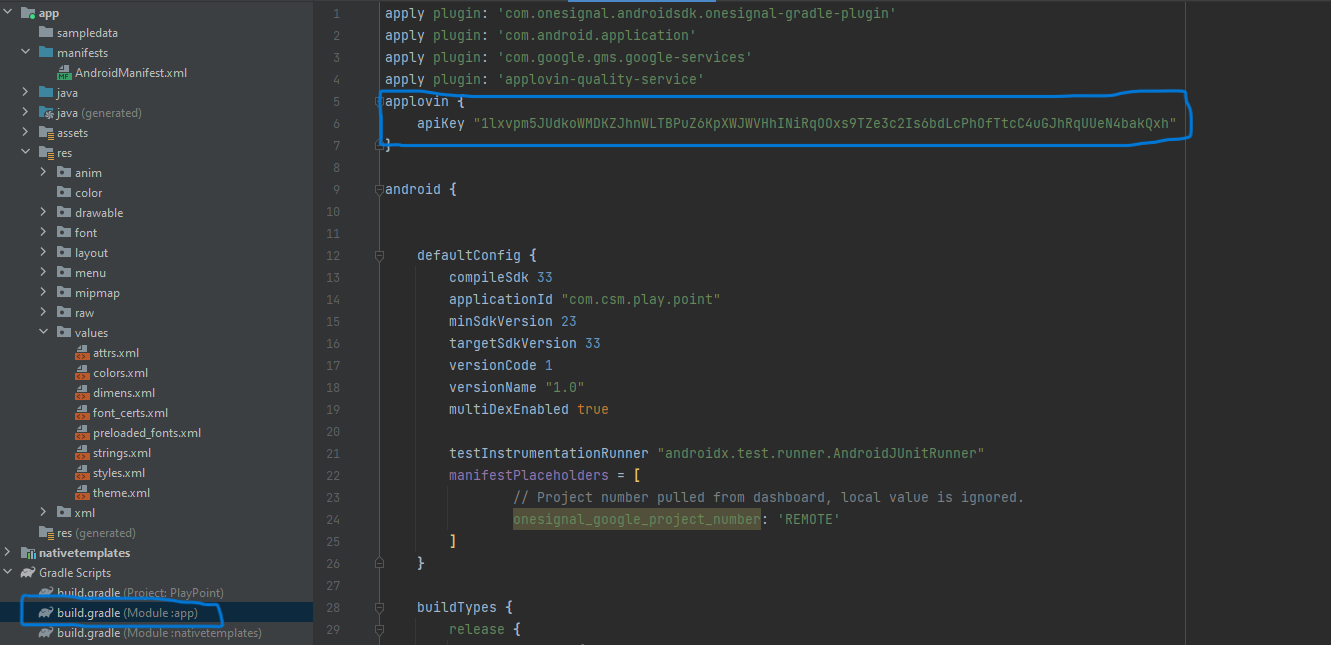 app
sampledata
manifests
AndroidManifest.xml
java
java (generated)
assets
res
anim
color
drawable
font
layout
menu
mipmap
raw
values
attrs.xml
colors.xml
dimens.xml
font_certs.xml
preloaded_fonts.xml
strings.xml
styles.xml
theme.xml
xml
res (generated)
nativetemplates
Gradle Scripts
build.gradle (Project: PlayPoint)
build.gradle (Module :app)
build.gradle (Module :nativetemplates)
1 apply plugin: 'com.onesignal.androidsdk.onesignal-gradle-plugin'
2 apply plugin: 'com.android.application'
3 apply plugin: 'com.google.gms.google-services'
4 apply plugin: 'applovin-quality-service'
5 applovin {
6 apiKey "1lxvpm5JUdkoWMDKZJhnWLTBPuZ6KpXWJWVHhINiRqOOxs9TZe3c2Is6bdLcPhOfTtcC4uGJhRqUUeN4bakQxh"
7 }
8
9 android {
10
11
12 defaultConfig {
13 compileSdk 33
14 applicationId "com.csm.play.point"
15 minSdkVersion 23
16 targetSdkVersion 33
17 versionCode 1
18 versionName "1.0"
19 multiDexEnabled true
20
21 testInstrumentationRunner "androidx.test.runner.AndroidJUnitRunner"
22 manifestPlaceholders = [
23 // Project number pulled from dashboard, local value is ignored.
24 onesignal_google_project_number: 'REMOTE'
25 ]
26 }
27
28 buildTypes {
29 release {